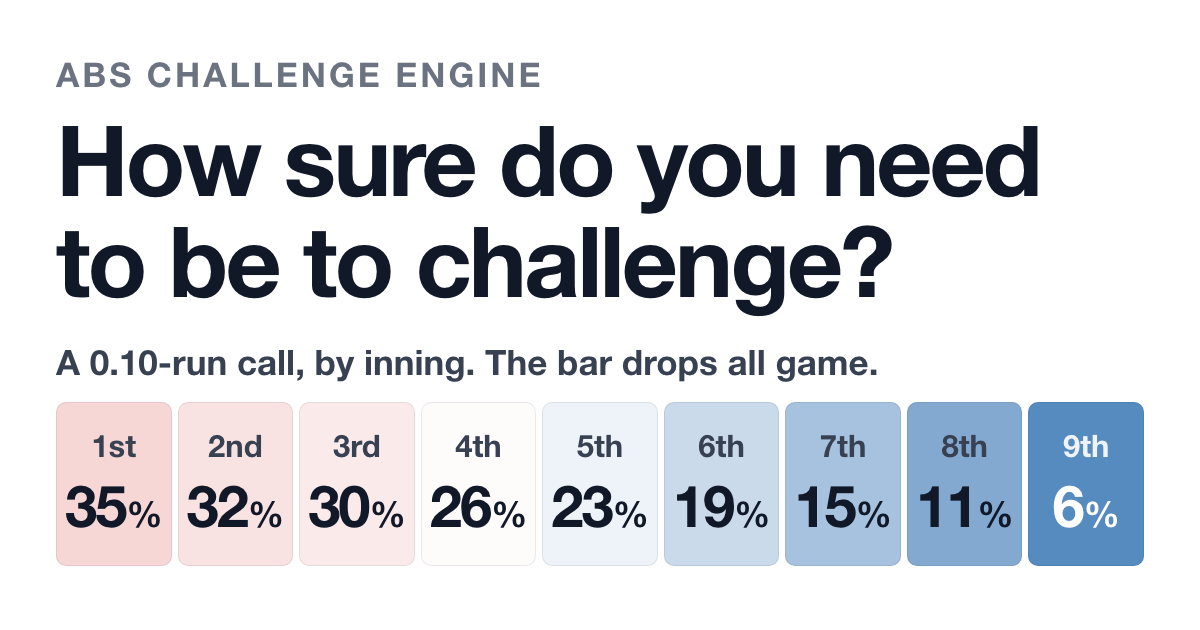 ABS CHALLENGE ENGINE
How sure do you need
to be to challenge?
A 0.10-run call, by inning. The bar drops all game.
1st 2nd 3rd 4th 5th 6th 7th 8th 9th
35% 32% 30% 26% 23% 19% 15% 11% 6%